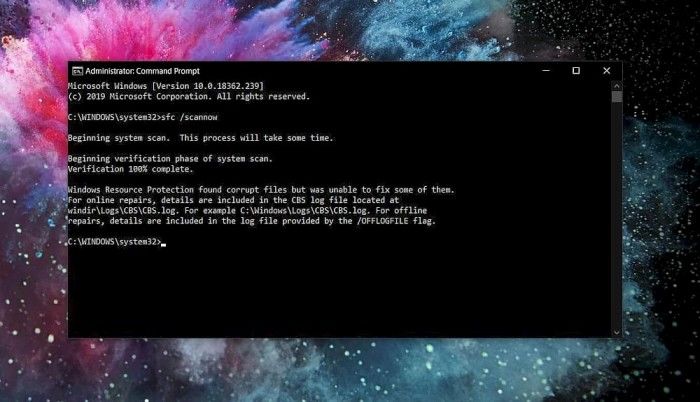 Administrator: Command Prompt
Microsoft Windows [Version 10.0.18362.239]
(c) 2019 Microsoft Corporation. All rights reserved.
C:\WINDOWS\system32>sfc /scannow
Beginning system scan.  This process will take some time.
Beginning verification phase of system scan.
Verification 100% complete.
Windows Resource Protection found corrupt files but was unable to fix some of them.
For online repairs, details are included in the CBS log file located at
windir\Logs\CBS\CBS.log. For example C:\Windows\Logs\CBS\CBS.log. For offline
repairs, details are included in the log file provided by the /OFFLOGFILE flag.
C:\WINDOWS\system32>